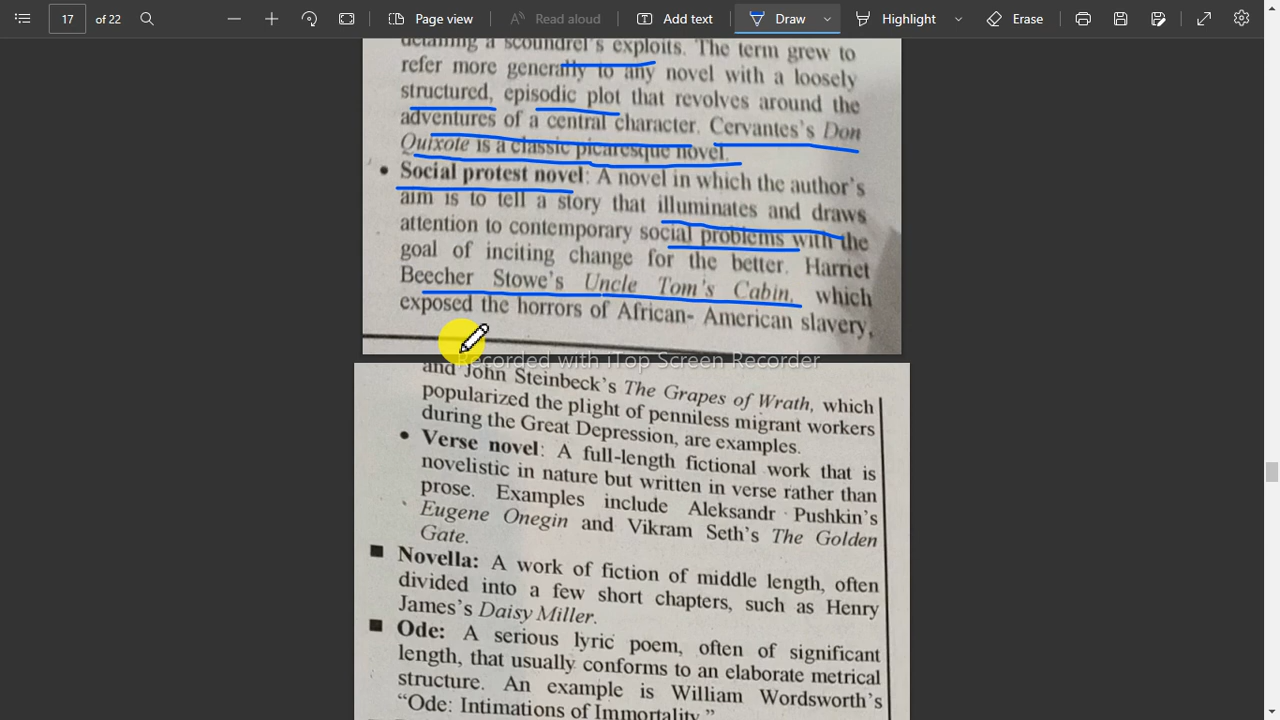 17 of 22 Page view Read aloud Add text Draw Highlight Erase
detailing a scoundrel's exploits. The term grew to
refer more generally to any novel with a loosely
structured, episodic plot that revolves around the
adventures of a central character. Cervantes's Don
Quixote is a classic picaresque novel.
• Social protest novel: A novel in which the author's
aim is to tell a story that illuminates and draws
attention to contemporary social problems with the
goal of inciting change for the better. Harriet
Beecher Stowe's Uncle Tom's Cabin, which
exposed the horrors of African- American slavery,
Recorded with iTop Screen Recorder
and John Steinbeck's The Grapes of Wrath, which
popularized the plight of penniless migrant workers
during the Great Depression, are examples.
• Verse novel: A full-length fictional work that is
novelistic in nature but written in verse rather than
prose. Examples include Aleksandr Pushkin's
Eugene Onegin and Vikram Seth's The Golden
Gate.
■ Novella: A work of fiction of middle length, often
divided into a few short chapters, such as Henry
James's Daisy Miller.
■ Ode: A serious lyric poem, often of significant
length, that usually conforms to an elaborate metrical
structure. An example is William Wordsworth's
“Ode: Intimations of Immortality.”